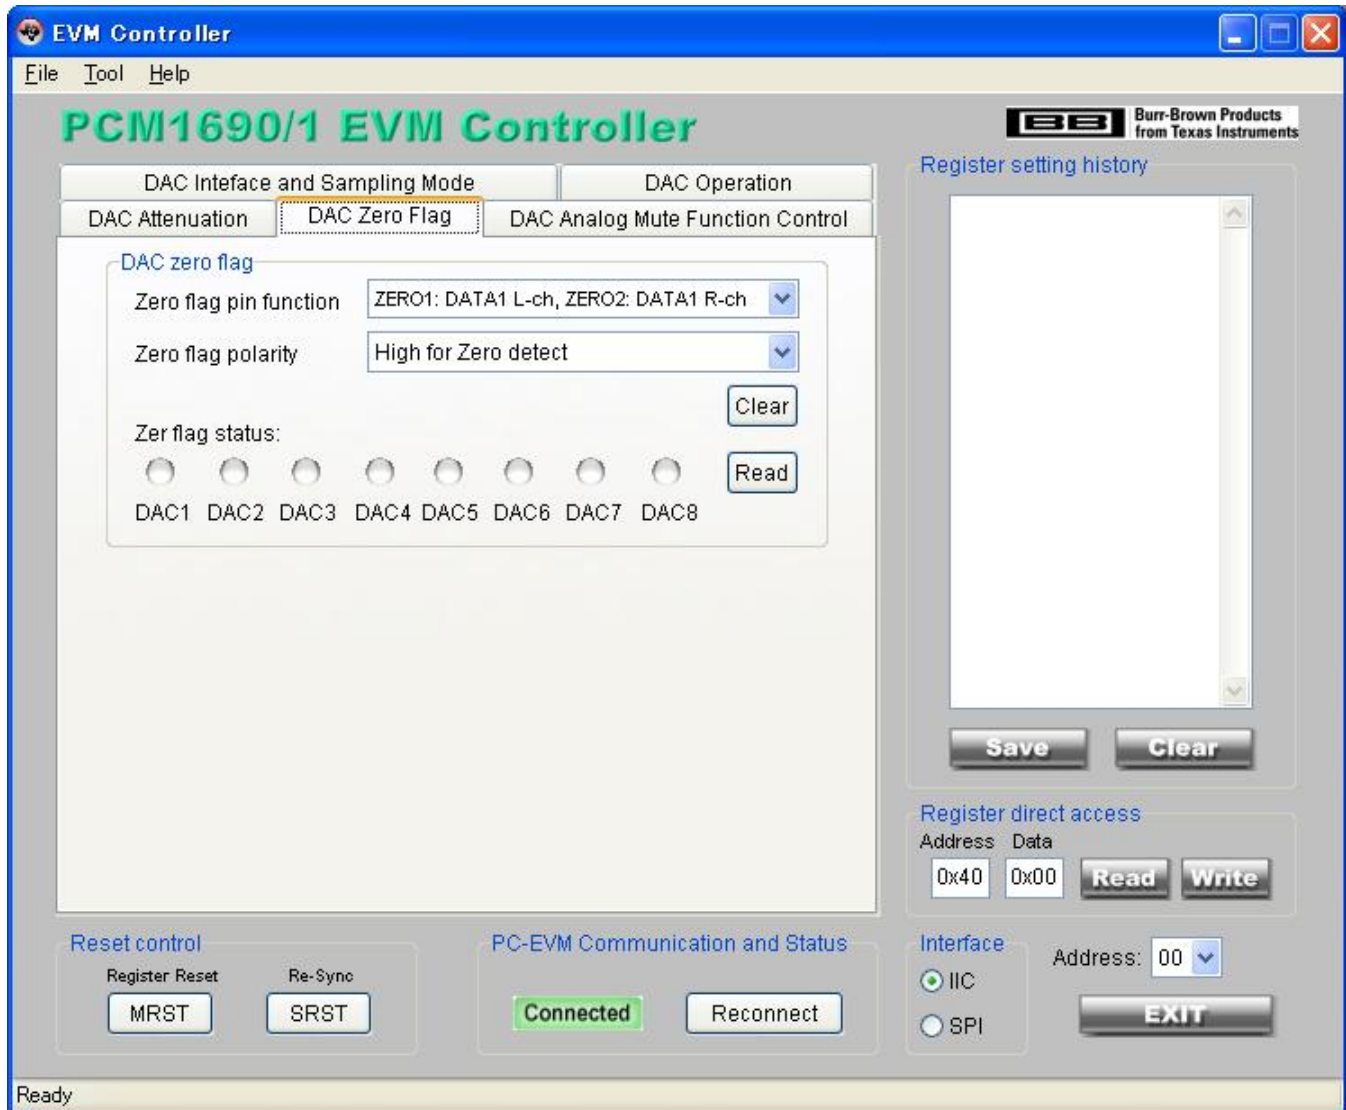 EVM Controller
File Tool Help
PCM1690/1 EVM Controller
BB Burr-Brown Products
from Texas Instruments
DAC Inteface and Sampling Mode DAC Operation
DAC Attenuation DAC Zero Flag DAC Analog Mute Function Control
DAC zero flag
Zero flag pin function ZERO1: DATA1 L-ch, ZERO2: DATA1 R-ch
Zero flag polarity High for Zero detect
Clear
Zer flag status:
Read
DAC1 DAC2 DAC3 DAC4 DAC5 DAC6 DAC7 DAC8
Register setting history
Save Clear
Register direct access
Address Data
0x40 0x00 Read Write
Reset control
Register Reset Re-Sync
MRST SRST
PC-EVM Communication and Status
Connected Reconnect
Interface
IIC
SPI
Address: 00
EXIT
Ready